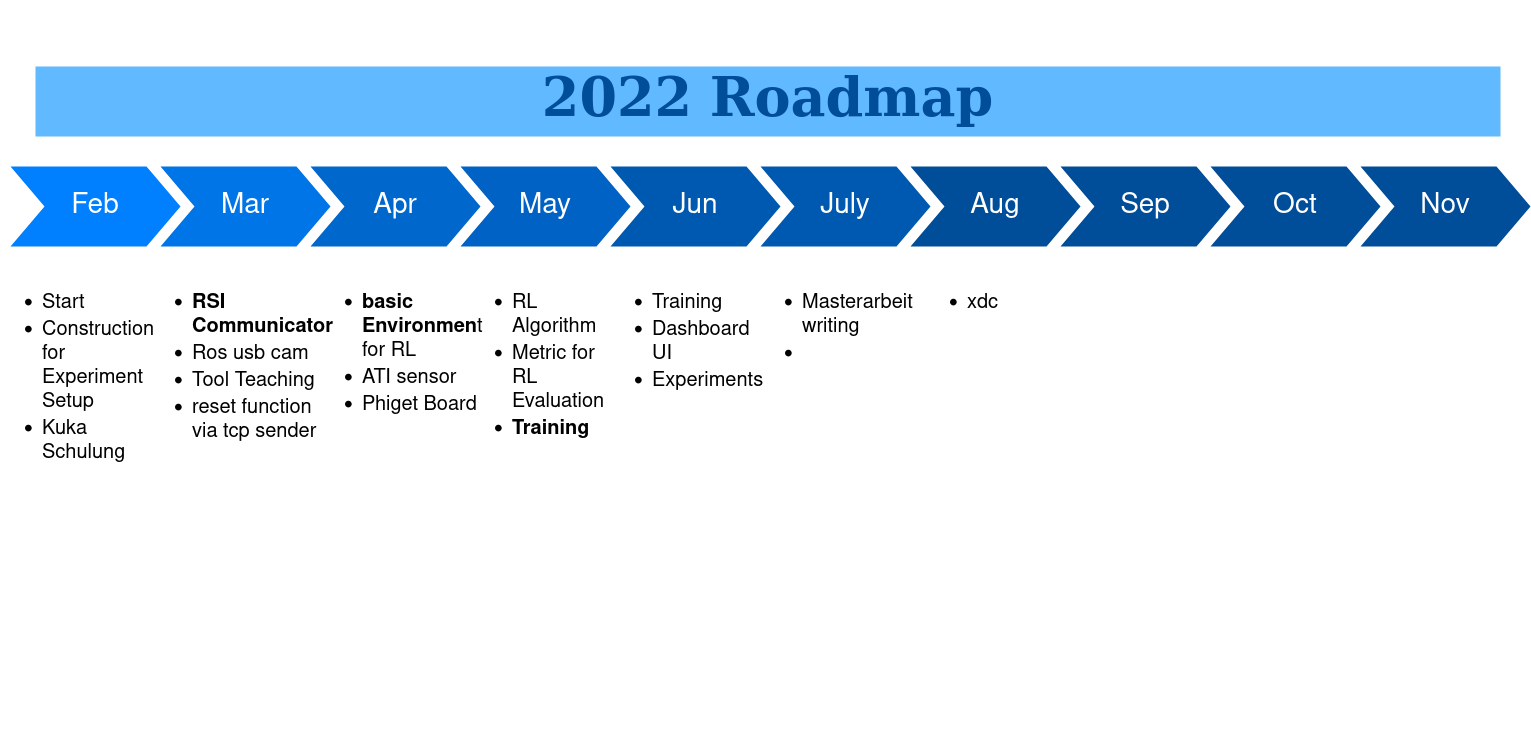 2022 Roadmap
Feb
Mar
Apr
May
Jun
July
Aug
Sep
Oct
Nov
• Start
• Construction
for
Experiment
Setup
• Kuka
Schulung
• RSI
Communicator
• Ros usb cam
• Tool Teaching
• reset function
via tcp sender
• basic
Environment
for RL
• ATI sensor
• Phiget Board
• RL
Algorithm
• Metric for
RL
Evaluation
• Training
• Training
• Dashboard
UI
• Experiments
• Masterarbeit
writing
•
• xdc